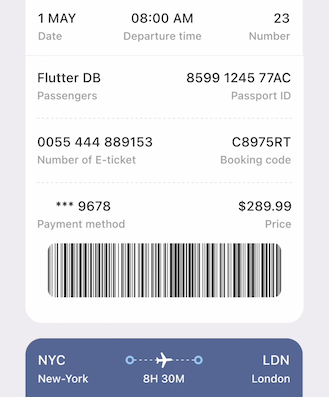 1 MAY 08:00 AM 23
Date Departure time Number
Flutter DB 8599 1245 77AC
Passengers Passport ID
0055 444 889153 C8975RT
Number of E-ticket Booking code
*** 9678 $289.99
Payment method Price
NYC LDN
New-York 8H 30M London